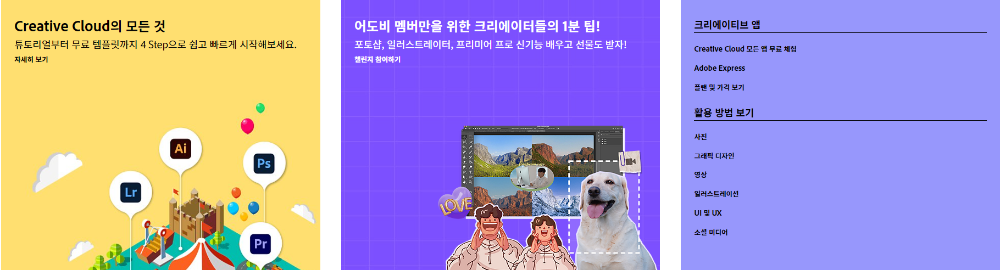 Creative Cloud의 모든 것
튜토리얼부터 무료 템플릿까지 4 Step으로 쉽고 빠르게 시작해보세요.
자세히 보기
Ai
Ps
Lr
Pr
어도비 멤버만을 위한 크리에이터들의 1분 팁!
포토샵, 일러스트레이터, 프리미어 프로 신기능 배우고 선물도 받자!
챌린지 참여하기
Jongbeom says
LOVE
크리에이티브 앱
Creative Cloud 모든 앱 무료 체험
Adobe Express
플랜 및 가격 보기
활용 방법 보기
사진
그래픽 디자인
영상
일러스트레이션
UI 및 UX
소셜 미디어